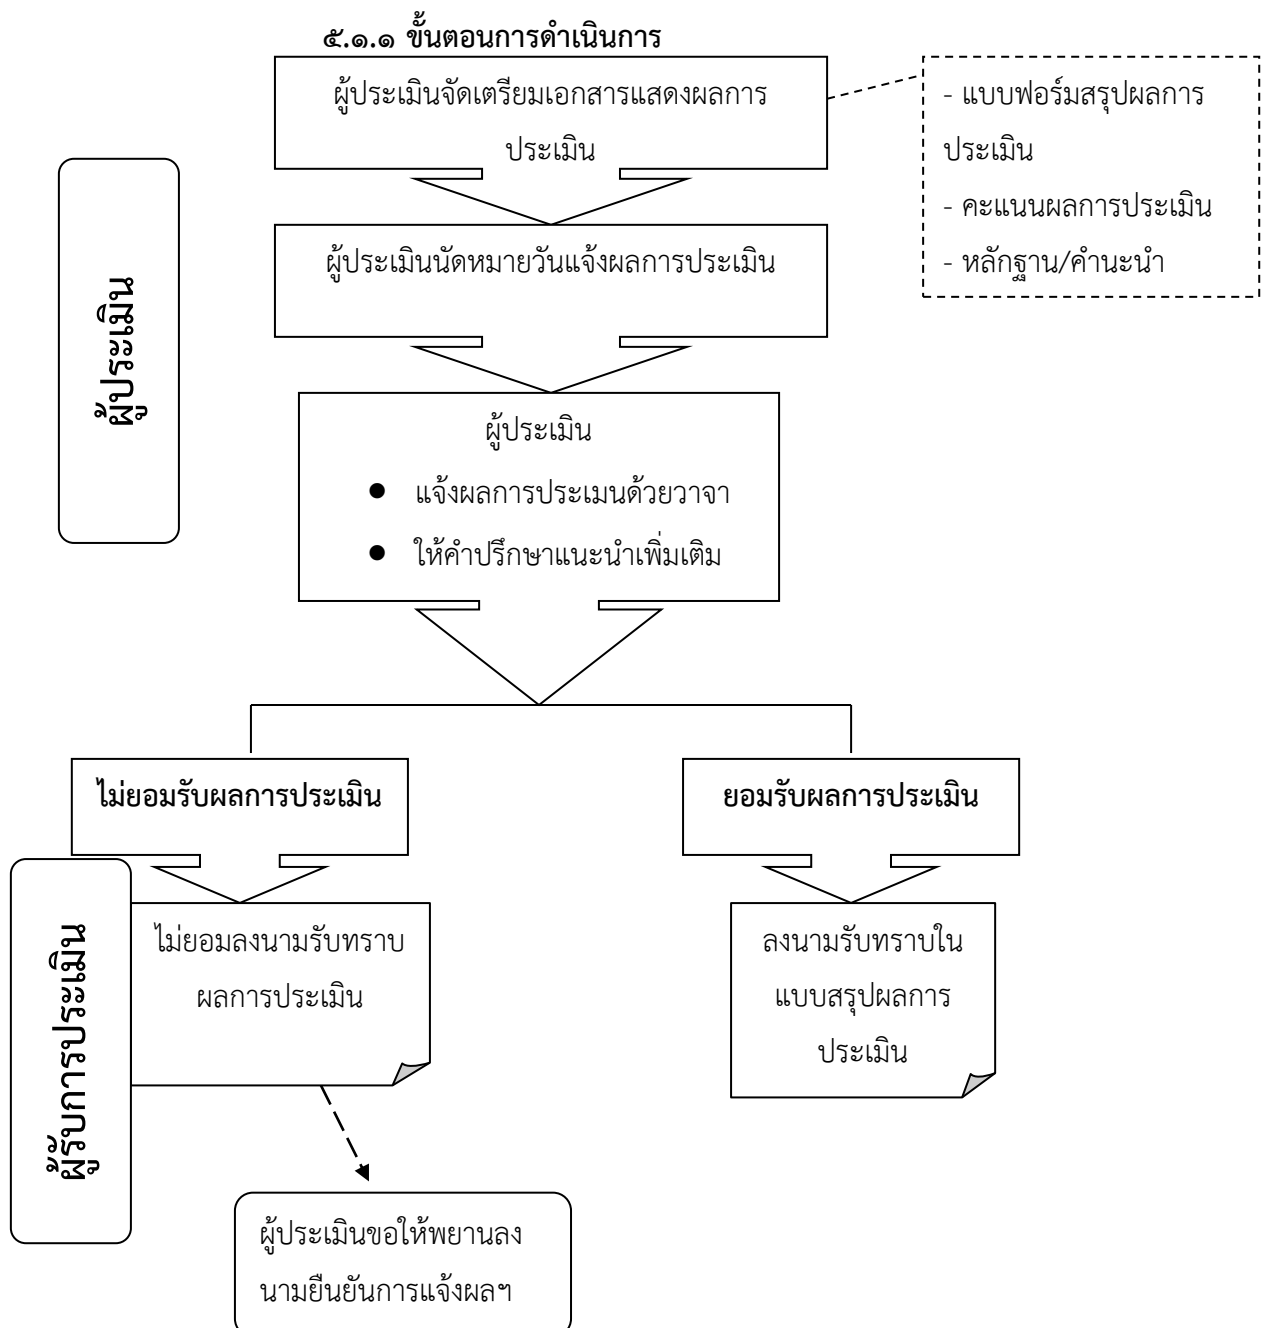 ๕.๑.๑ ขั้นตอนการดำเนินการ
ผู้ประเมินจัดเตรียมเอกสารแสดงผลการ
ประเมิน
- แบบฟอร์มสรุปผลการ
ประเมิน
- คะแนนผลการประเมิน
- หลักฐาน/คำนะนำ
ผู้ประเมินนัดหมายวันแจ้งผลการประเมิน
ผู้ประเมิน
ผู้ประเมิน
● แจ้งผลการประเมนด้วยวาจา
● ให้คำปรึกษาแนะนำเพิ่มเติม
ไม่ยอมรับผลการประเมิน
ยอมรับผลการประเมิน
ผู้รับการประเมิน
ไม่ยอมลงนามรับทราบ
ผลการประเมิน
ลงนามรับทราบใน
แบบสรุปผลการ
ประเมิน
ผู้ประเมินขอให้พยานลง
นามยืนยันการแจ้งผลฯ